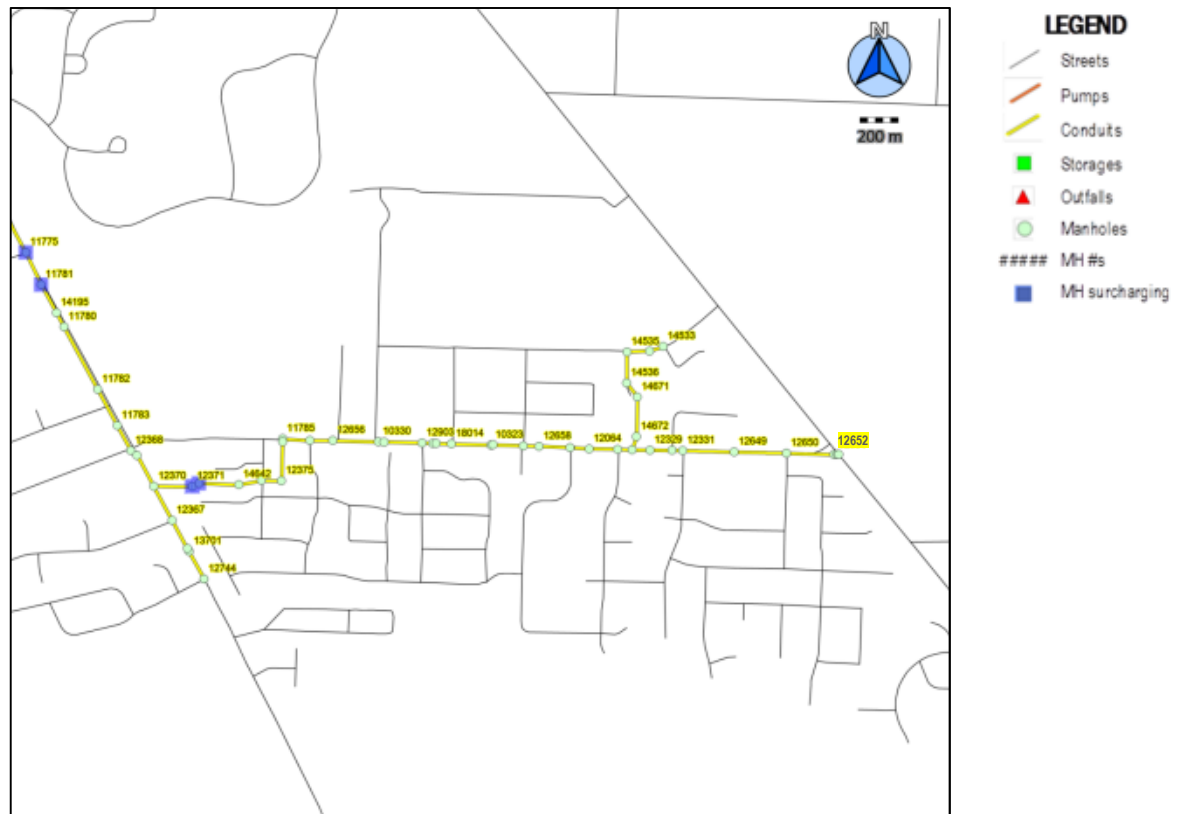 N
200 m
LEGEND
Streets
Pumps
Conduits
Storages
Outfalls
Manholes
##### MH #s
MH surcharging
11775
11781
14195
11780
11782
11783
12368
12370
12371
14642
12375
11785
12656
10330
12903
18014
10323
12658
12064
12329
12331
12649
12650
12652
14535
14533
14536
14671
14672
12367
13701
12744